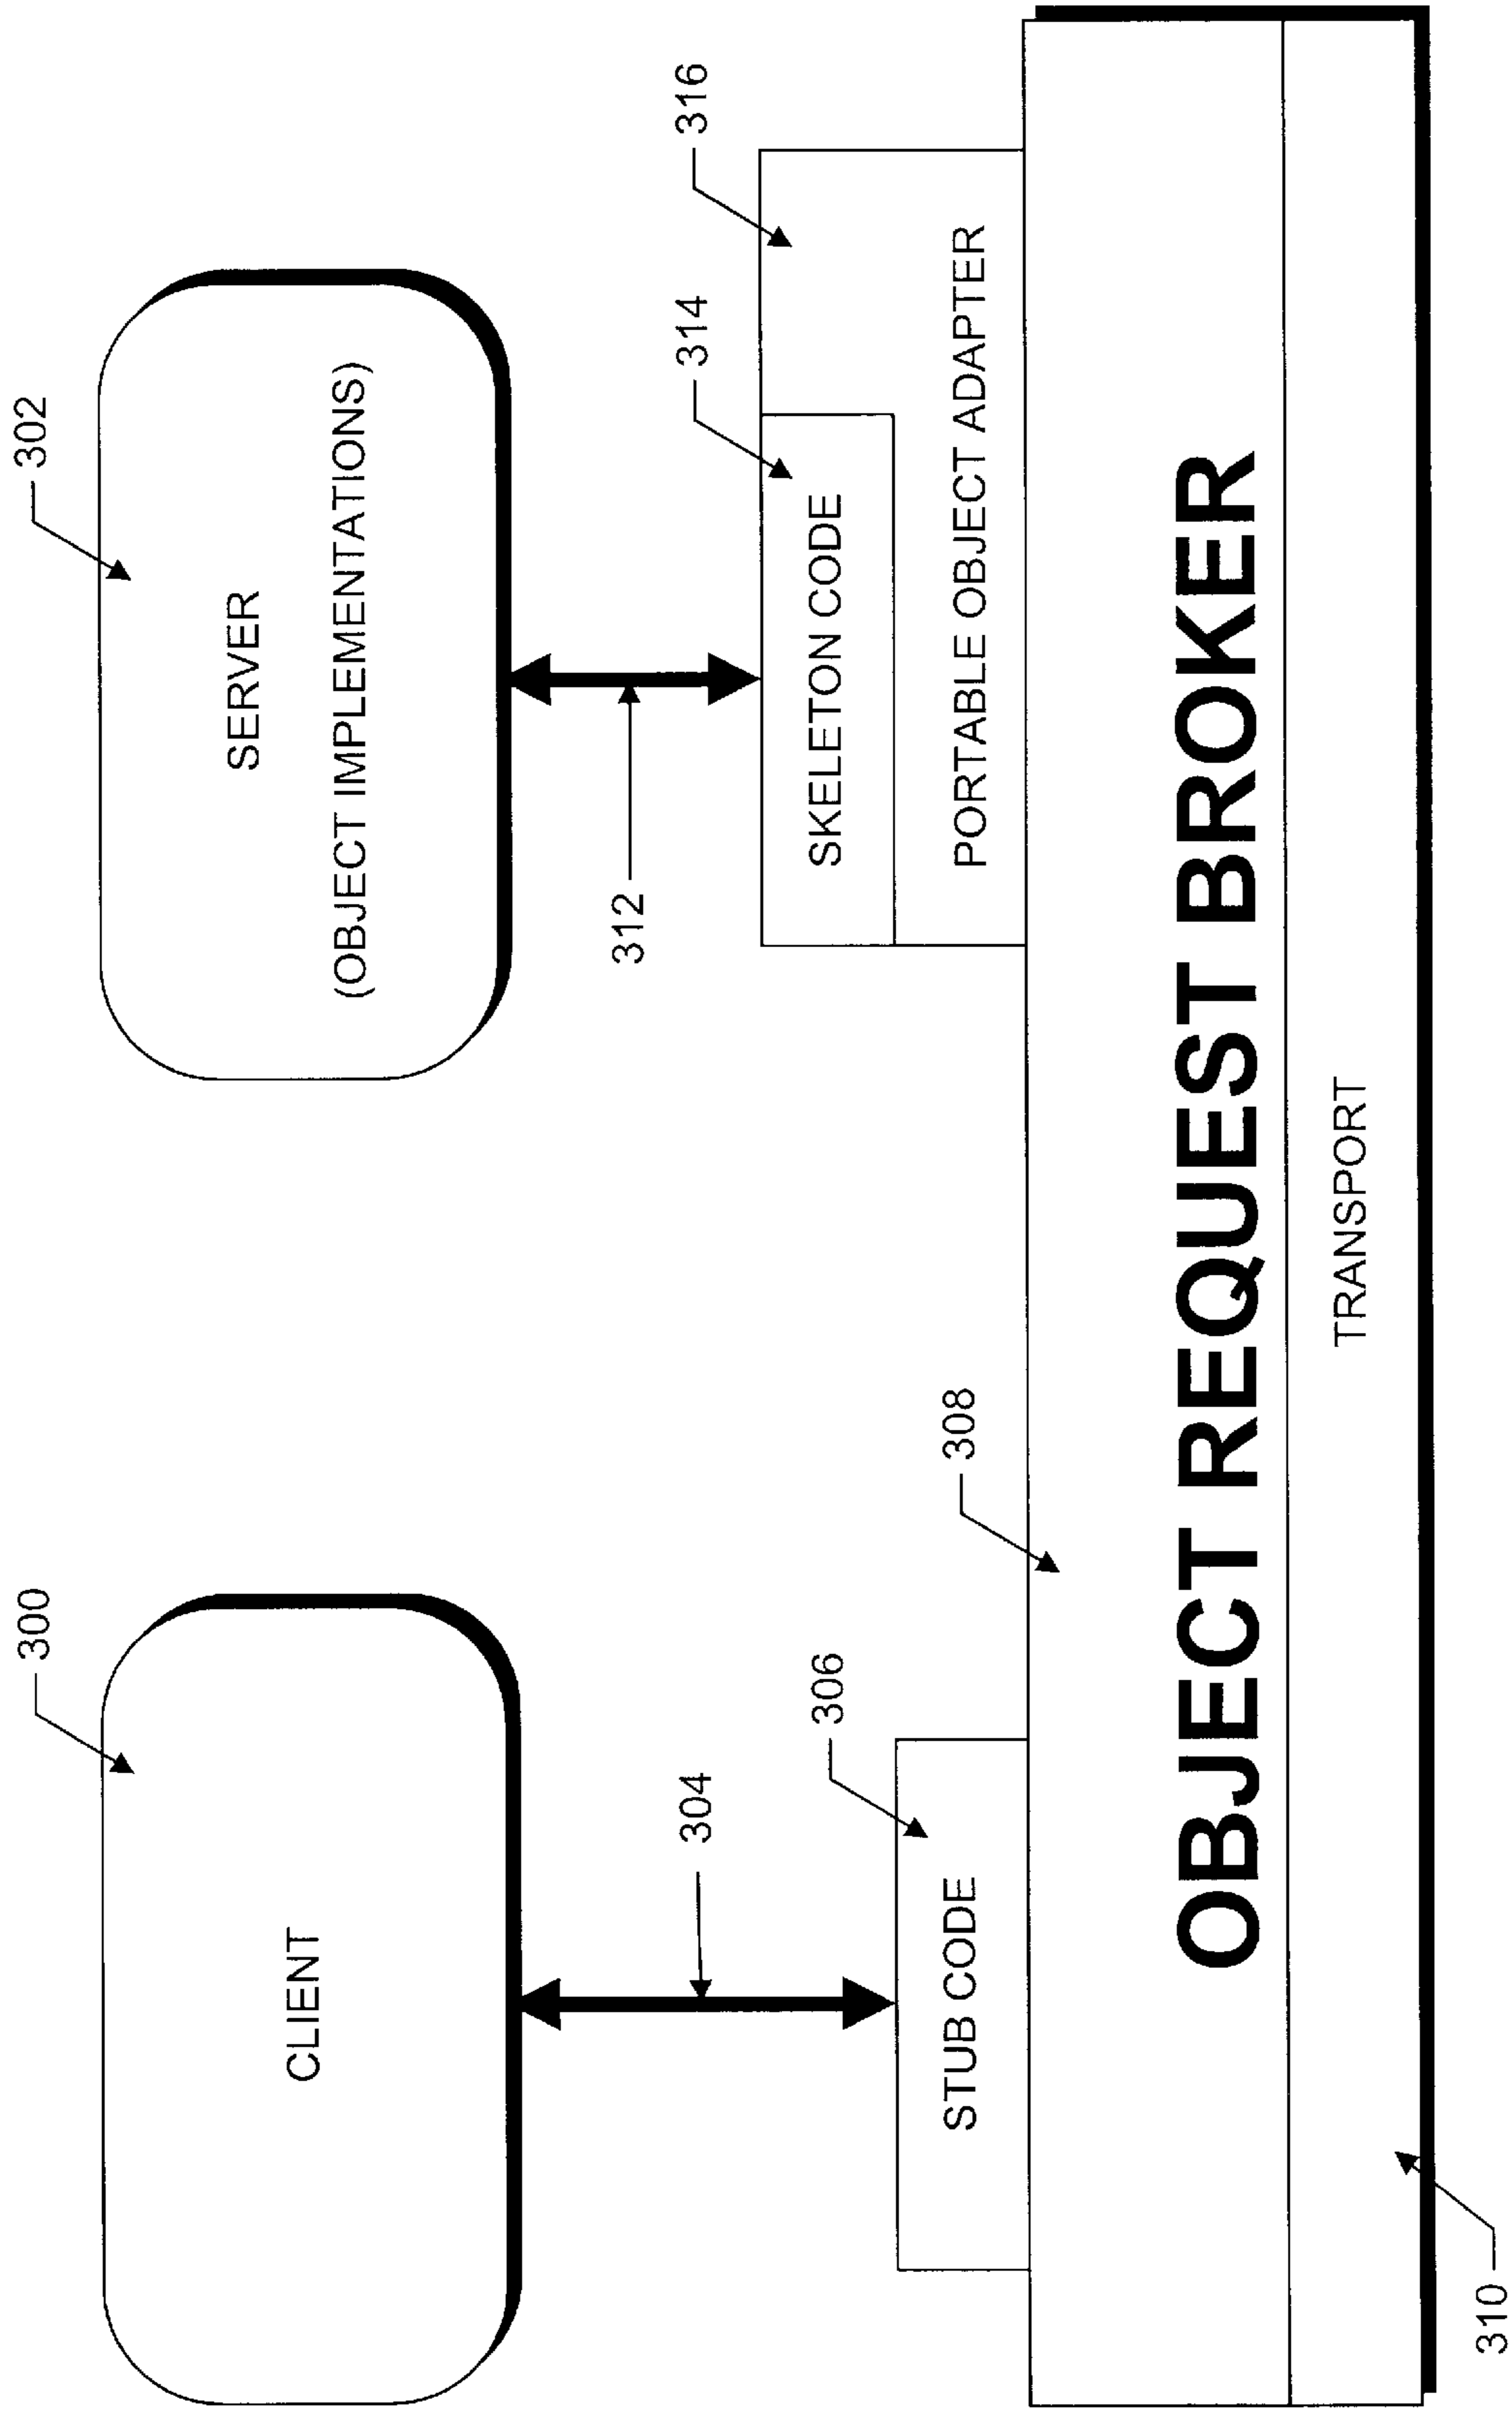 300
302
CLIENT
SERVER
(OBJECT IMPLEMENTATIONS)
304
312
314
316
306
SKELETON CODE
308
STUB CODE
PORTABLE OBJECT ADAPTER
OBJECT REQUEST BROKER
TRANSPORT
310